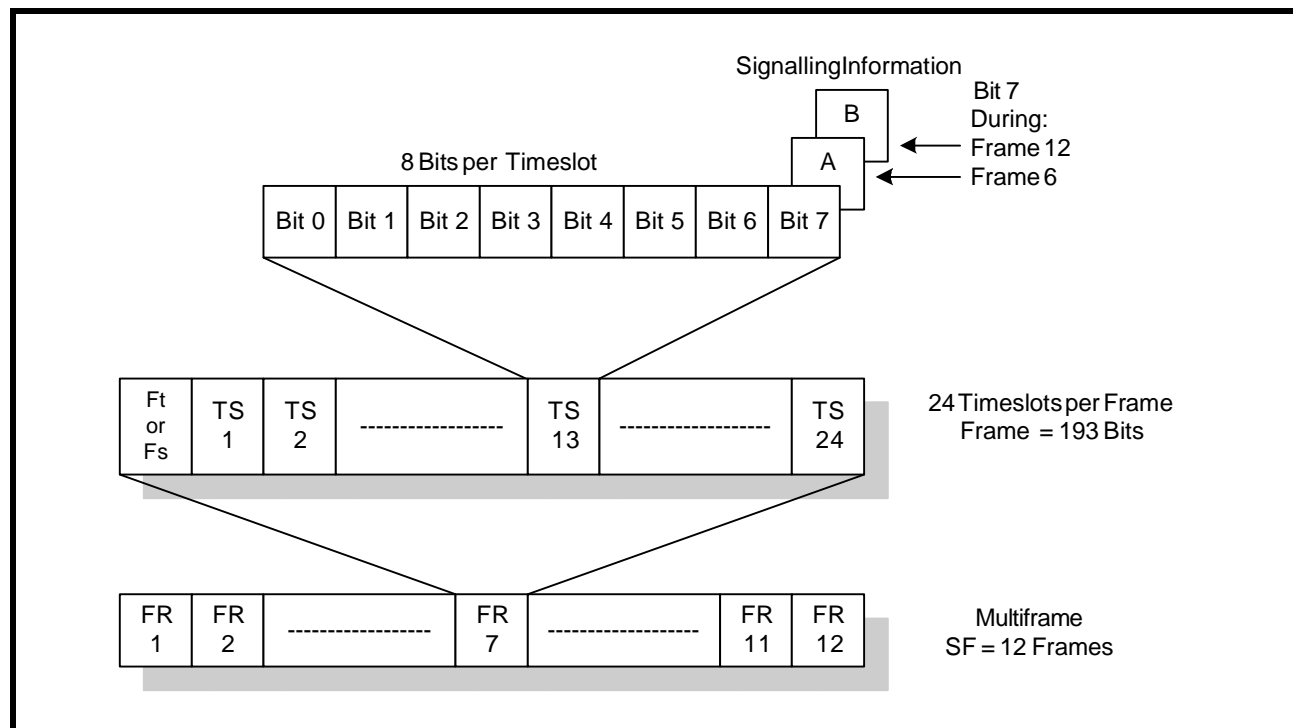 SignallingInformation
B
A
Bit 7
During:
Frame 12
Frame 6
8 Bits per Timeslot
Bit 0 Bit 1 Bit 2 Bit 3 Bit 4 Bit 5 Bit 6 Bit 7
Ft
or
Fs
TS
1
TS
2
--------------------
TS
13
---------------------
TS
24
24 Timeslots per Frame
Frame = 193 Bits
FR
1
FR
2
--------------------
FR
7
---------------------
FR
11
FR
12
Multiframe
SF = 12 Frames